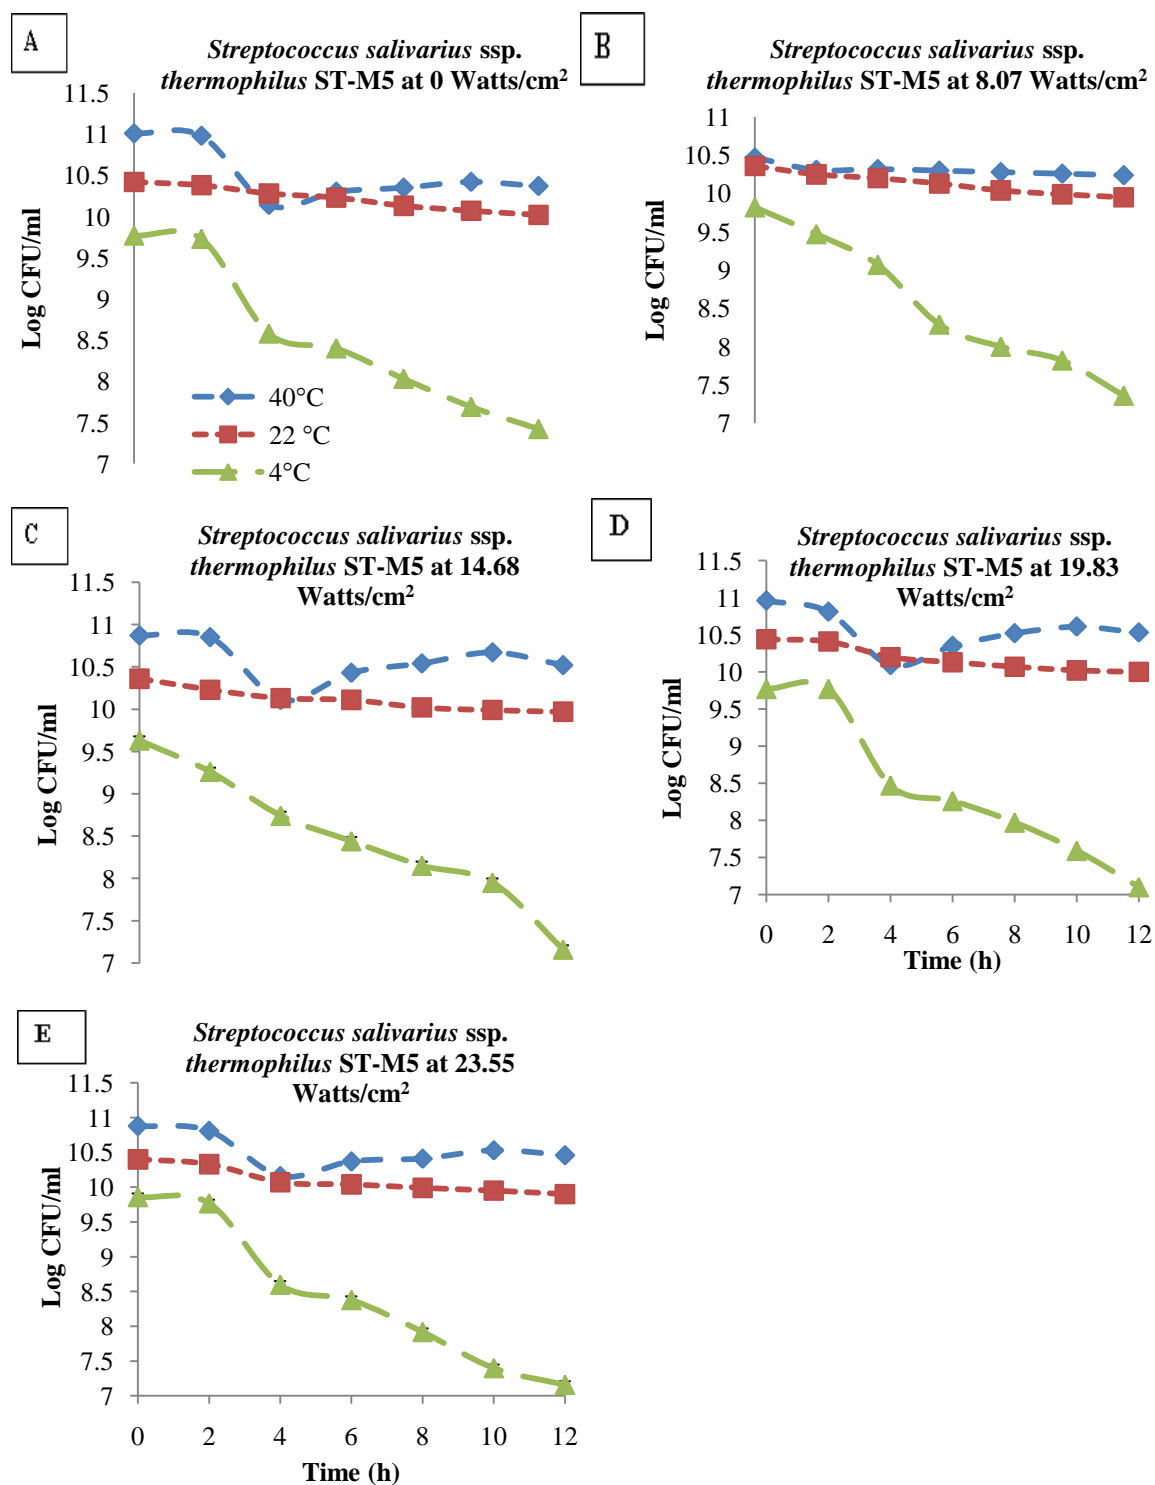 A
Streptococcus salivarius ssp.
thermophilus ST-M5 at 0 Watts/cm²
11.5
11
10.5
10
9.5
9
8.5
8
7.5
7
Log CFU/ml
40°C
22 °C
4°C
B
Streptococcus salivarius ssp.
thermophilus ST-M5 at 8.07 Watts/cm²
11
10.5
10
9.5
9
8.5
8
7.5
7
Log CFU/ml
C
Streptococcus salivarius ssp.
thermophilus ST-M5 at 14.68
Watts/cm²
11.5
11
10.5
10
9.5
9
8.5
8
7.5
7
Log CFU/ml
D
Streptococcus salivarius ssp.
thermophilus ST-M5 at 19.83
Watts/cm²
11.5
11
10.5
10
9.5
9
8.5
8
7.5
7
Log CFU/ml
0 2 4 6 8 10 12
Time (h)
E
Streptococcus salivarius ssp.
thermophilus ST-M5 at 23.55
Watts/cm²
11.5
11
10.5
10
9.5
9
8.5
8
7.5
7
Log CFU/ml
0 2 4 6 8 10 12
Time (h)